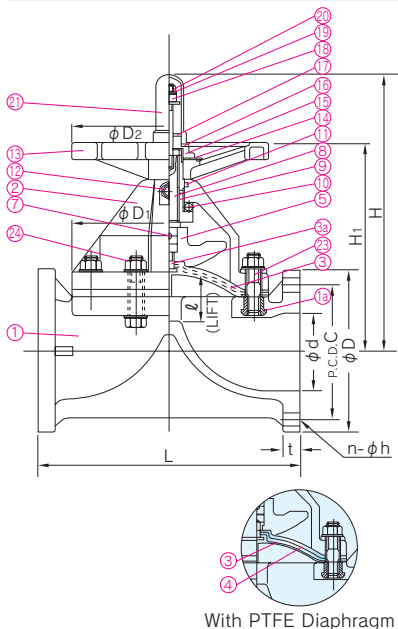 ⑳
⑲
⑱
⑰
⑯
⑮
⑭
⑪
⑧
⑨
⑩
⑤
3a
㉓
③
1a
㉑
φD₂
⑬
⑫
②
φD₁
⑦
㉔
①
ℓ
(LIFT)
φd
P.C.D.C
φD
H₁
H
t
n-φh
L
③
④
With PTFE Diaphragm